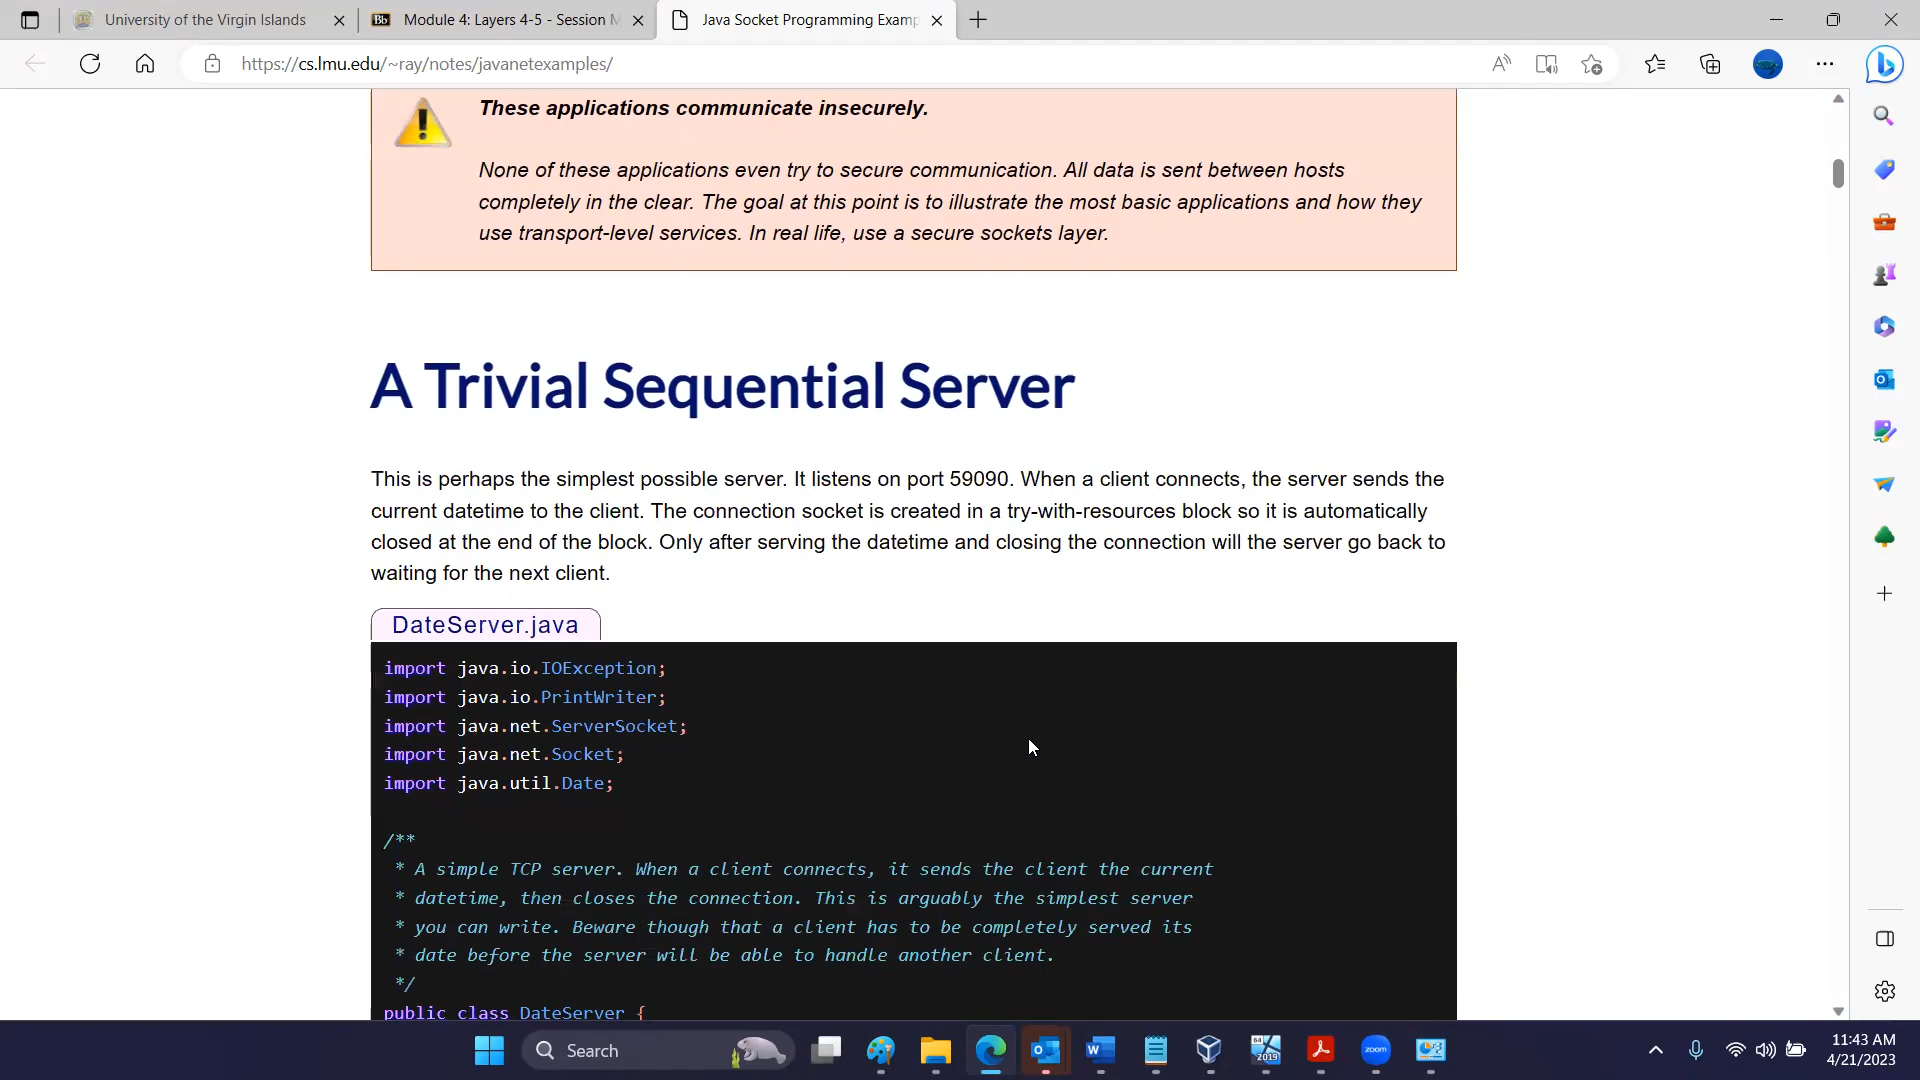 University of the Virgin Islands
Bb
Module 4: Layers 4-5 - Session M
Java Socket Programming Examp
https://cs.lmu.edu/~ray/notes/javanetexamples/
These applications communicate insecurely.
None of these applications even try to secure communication. All data is sent between hosts
completely in the clear. The goal at this point is to illustrate the most basic applications and how they
use transport-level services. In real life, use a secure sockets layer.
A Trivial Sequential Server
This is perhaps the simplest possible server. It listens on port 59090. When a client connects, the server sends the
current datetime to the client. The connection socket is created in a try-with-resources block so it is automatically
closed at the end of the block. Only after serving the datetime and closing the connection will the server go back to
waiting for the next client.
DateServer.java
import java.io.IOException;
import java.io.PrintWriter;
import java.net.ServerSocket;
import java.net.Socket;
import java.util.Date;
/**
* A simple TCP server. When a client connects, it sends the client the current
* datetime, then closes the connection. This is arguably the simplest server
* you can write. Beware though that a client has to be completely served its
* date before the server will be able to handle another client.
*/
public class DateServer {
Search
64
2019
zoom
11:43 AM
4/21/2023